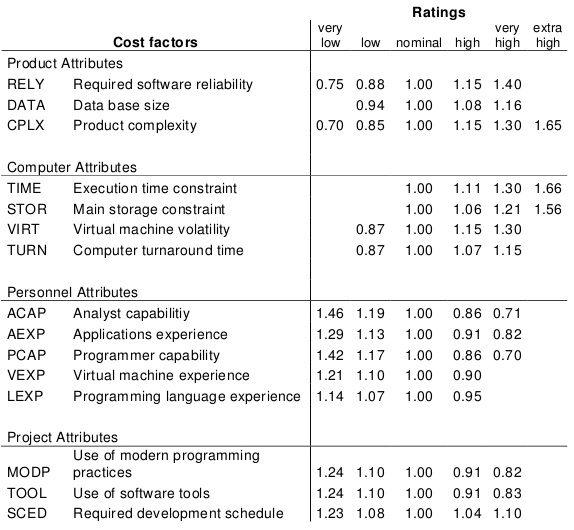 Ratings
Cost factors very low low nominal high very high extra high
Product Attributes
RELY Required software reliability 0.75 0.88 1.00 1.15 1.40
DATA Data base size 0.94 1.00 1.08 1.16
CPLX Product complexity 0.70 0.85 1.00 1.15 1.30 1.65
Computer Attributes
TIME Execution time constraint 1.00 1.11 1.30 1.66
STOR Main storage constraint 1.00 1.06 1.21 1.56
VIRT Virtual machine volatility 0.87 1.00 1.15 1.30
TURN Computer turnaround time 0.87 1.00 1.07 1.15
Personnel Attributes
ACAP Analyst capabilitiy 1.46 1.19 1.00 0.86 0.71
AEXP Applications experience 1.29 1.13 1.00 0.91 0.82
PCAP Programmer capability 1.42 1.17 1.00 0.86 0.70
VEXP Virtual machine experience 1.21 1.10 1.00 0.90
LEXP Programming language experience 1.14 1.07 1.00 0.95
Project Attributes
Use of modern programming
MODP practices 1.24 1.10 1.00 0.91 0.82
TOOL Use of software tools 1.24 1.10 1.00 0.91 0.83
SCED Required development schedule 1.23 1.08 1.00 1.04 1.10